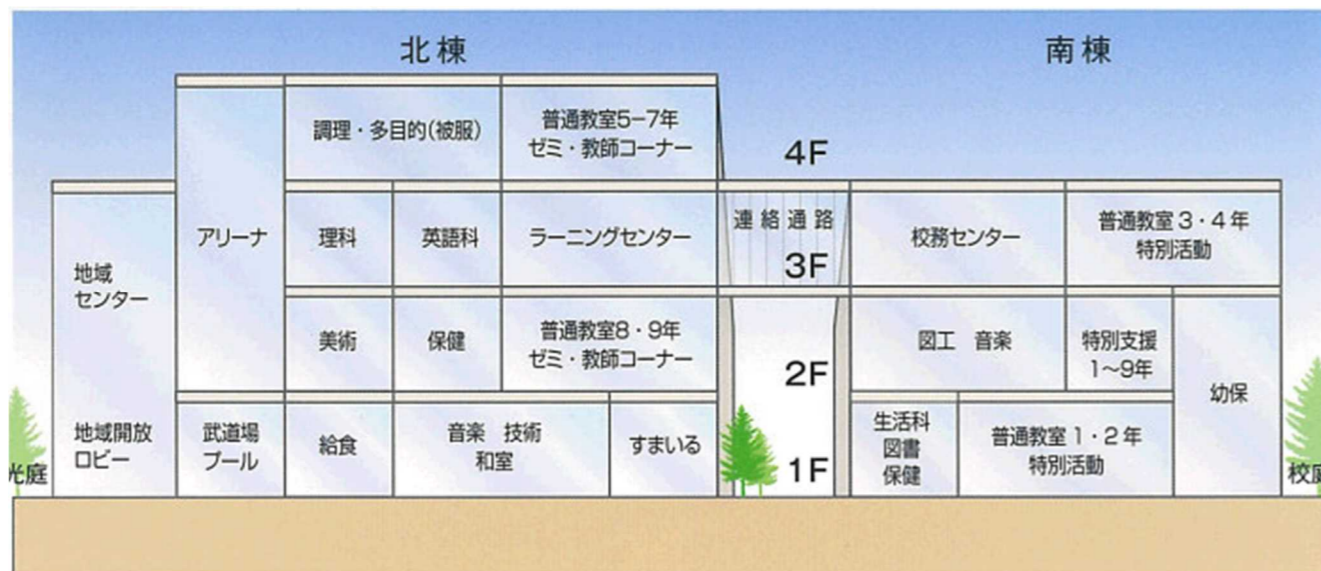 北棟
南棟
調理・多目的(被服)
普通教室5−7年
ゼミ・教師コーナー
4F
アリーナ
理科
英語科
ラーニングセンター
連絡通路
3F
校務センター
普通教室3・4年
特別活動
地域
センター
美術
保健
普通教室8・9年
ゼミ・教師コーナー
2F
図工 音楽
特別支援
1〜9年
幼保
地域開放
ロビー
武道場
プール
給食
音楽 技術
和室
すまいる
1F
生活科
図書
保健
普通教室1・2年
特別活動
光庭
校庭